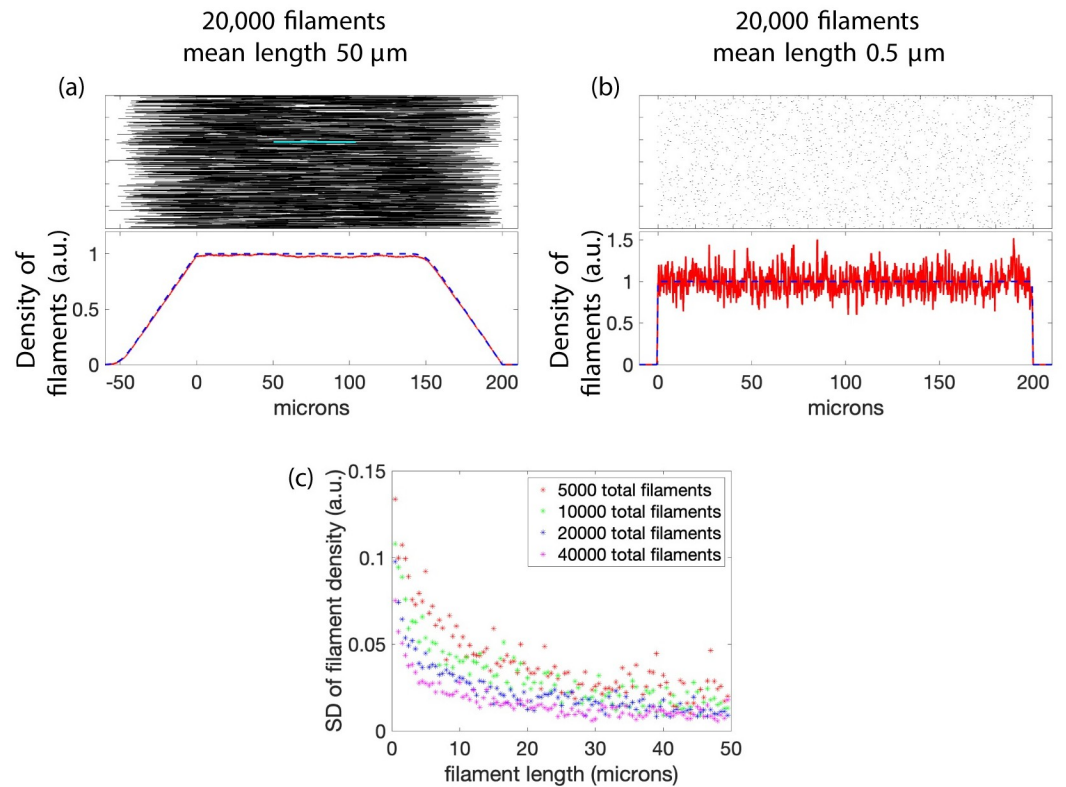 20,000 filaments
mean length 50 μm
20,000 filaments
mean length 0.5 μm
(a)
(b)
Density of
filaments (a.u.)
1
0.5
0
-50 0 50 100 150 200
microns
Density of
filaments (a.u.)
1.5
1
0.5
0
0 50 100 150 200
microns
(c)
SD of filament density (a.u.)
0.15
0.1
0.05
0
5000 total filaments
10000 total filaments
20000 total filaments
40000 total filaments
0 10 20 30 40 50
filament length (microns)